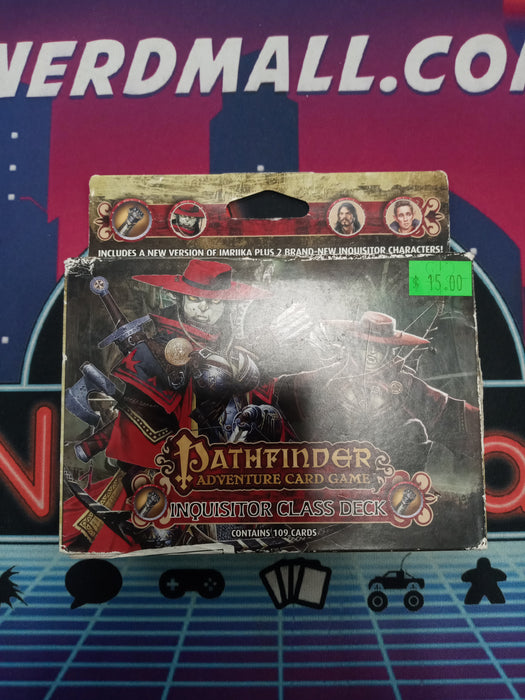 NERDMALL.CO
INCLUDES A NEW VERSION OF IMRIJKA PLUS 2 BRAND-NEW INQUISITOR CHARACTERS!
$ 15.00
PATHFINDER
ADVENTURE CARD GAME
INQUISITOR CLASS DECK
CONTAINS 109 CARDS
N